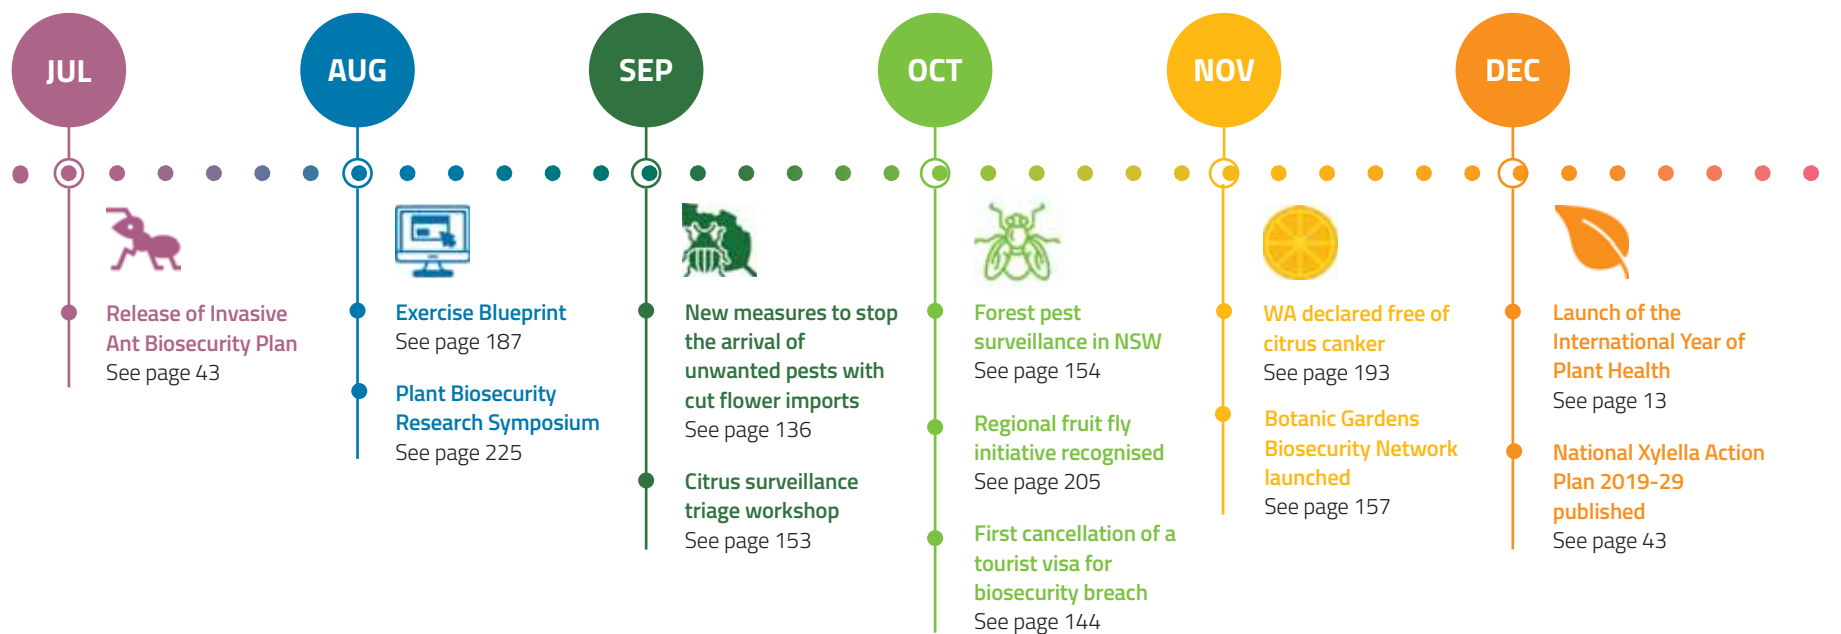 JUL
AUG
SEP
OCT
NOV
DEC
Release of Invasive
Ant Biosecurity Plan
See page 43
Exercise Blueprint
See page 187
Plant Biosecurity
Research Symposium
See page 225
New measures to stop
the arrival of
unwanted pests with
cut flower imports
See page 136
Citrus surveillance
triage workshop
See page 153
Forest pest
surveillance in NSW
See page 154
Regional fruit fly
initiative recognised
See page 205
First cancellation of a
tourist visa for
biosecurity breach
See page 144
WA declared free of
citrus canker
See page 193
Botanic Gardens
Biosecurity Network
launched
See page 157
Launch of the
International Year of
Plant Health
See page 13
National Xylella Action
Plan 2019-29
published
See page 43